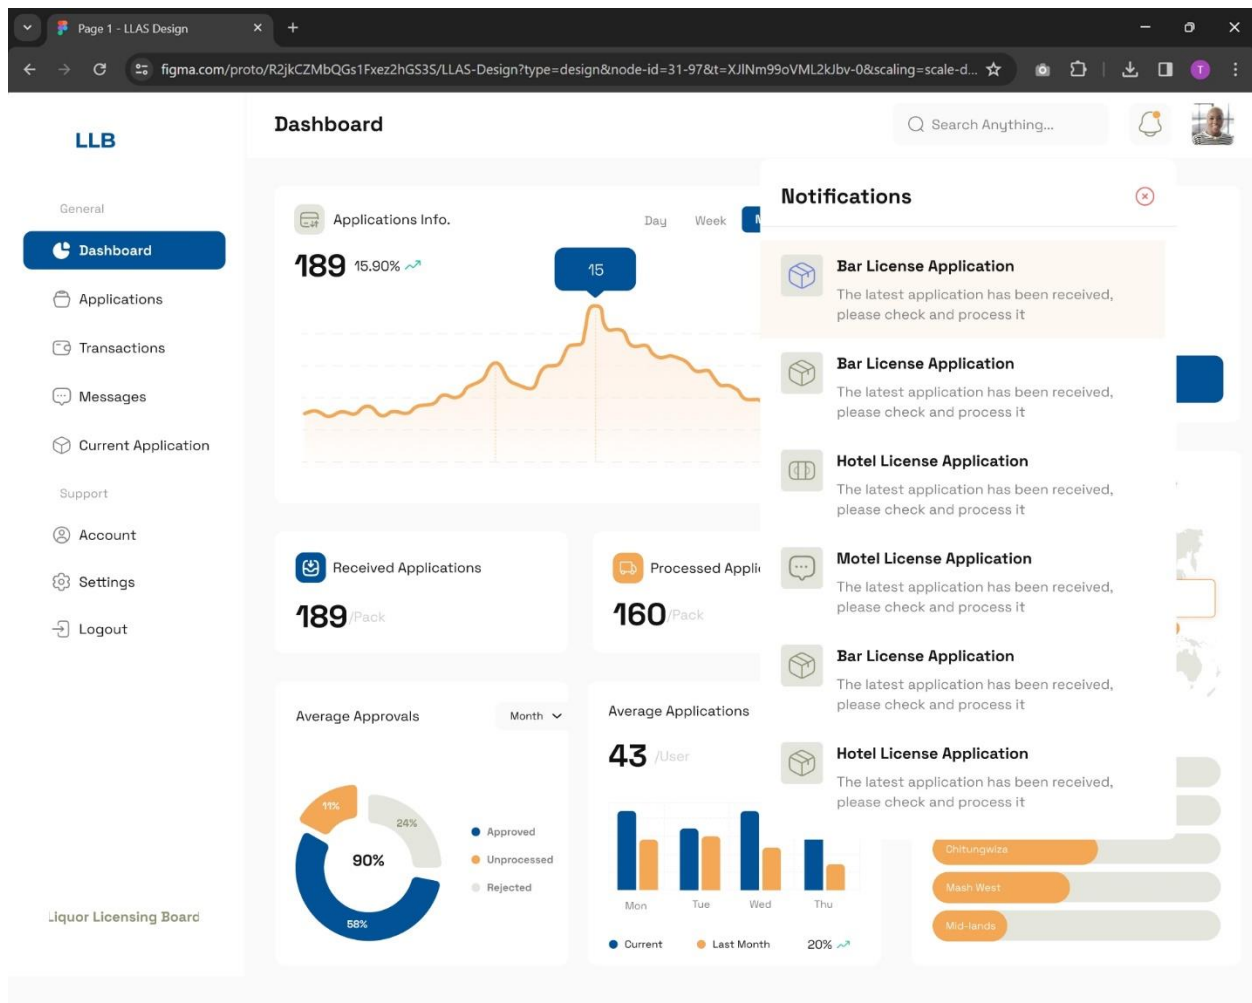 Page 1 - LLAS Design
figma.com/proto/R2jkCZMbQGs1Fxez2hGS3S/LLAS-Design?type=design&node-id=31-97&t=XJlNm99oVML2kJbv-0&scaling=scale-d...
T
LLB
Dashboard
Search Anything...
General
Dashboard
Applications
Transactions
Messages
Current Application
Support
Account
Settings
Logout
Liquor Licensing Board
Applications Info.
Day Week
189 15.90%
15
Received Applications
189 /Pack
Processed Appli
160 /Pack
Average Approvals
Month
11%
24%
90%
58%
Approved
Unprocessed
Rejected
Average Applications
43 /User
Mon Tue Wed Thu
Current Last Month 20%
Notifications
Bar License Application
The latest application has been received,
please check and process it
Bar License Application
The latest application has been received,
please check and process it
Hotel License Application
The latest application has been received,
please check and process it
Motel License Application
The latest application has been received,
please check and process it
Bar License Application
The latest application has been received,
please check and process it
Hotel License Application
The latest application has been received,
please check and process it
Chitungwiza
Mash West
Mid-lands